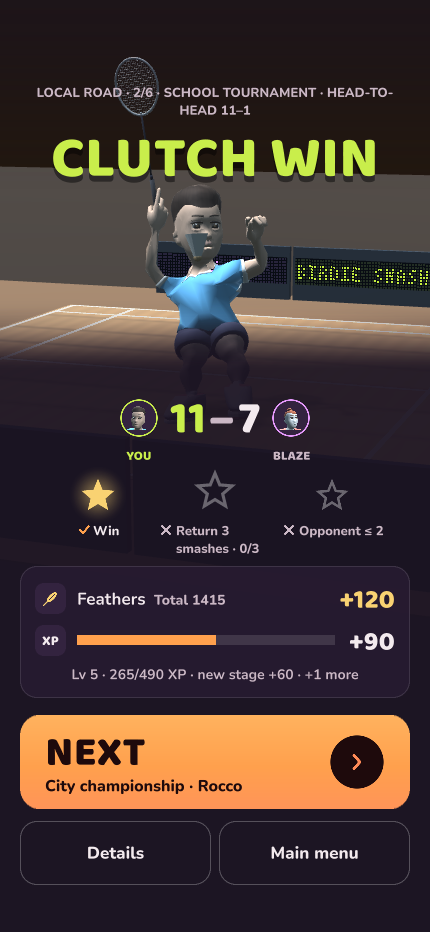 LOCAL ROAD · 2/6 · SCHOOL TOURNAMENT · HEAD-TO-
HEAD 11–1
CLUTCH WIN
BIRDIE SMASH
11–7
YOU
BLAZE
Win
Return 3
smashes · 0/3
Opponent ≤ 2
Feathers Total 1415 +120
XP +90
Lv 5 · 265/490 XP · new stage +60 · +1 more
NEXT
City championship · Rocco
Details
Main menu